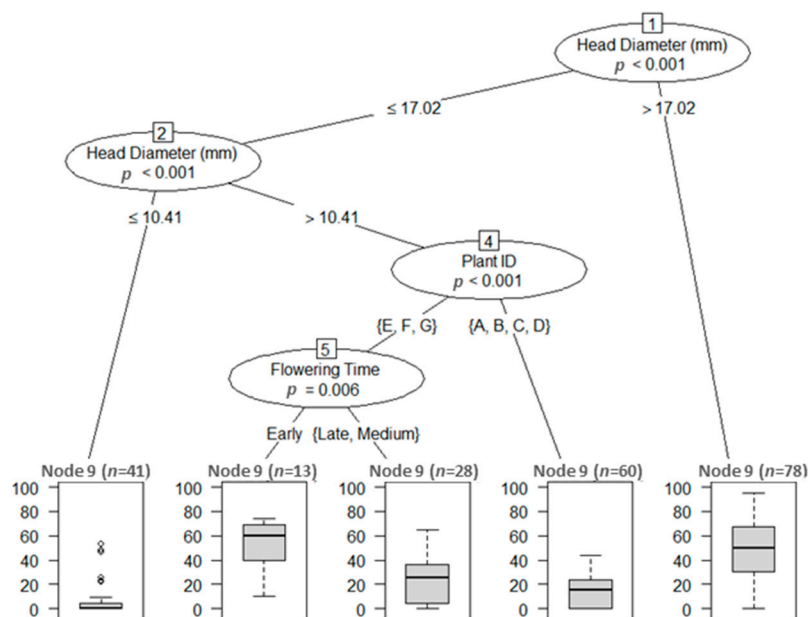 1
Head Diameter (mm)
p < 0.001
≤ 17.02
> 17.02
2
Head Diameter (mm)
p < 0.001
≤ 10.41
> 10.41
4
Plant ID
p < 0.001
{E, F, G}
{A, B, C, D}
5
Flowering Time
p = 0.006
Early
{Late, Medium}
Node 9 (n=41)
100
80
60
40
20
0
Node 9 (n=13)
100
80
60
40
20
0
Node 9 (n=28)
100
80
60
40
20
0
Node 9 (n=60)
100
80
60
40
20
0
Node 9 (n=78)
100
80
60
40
20
0